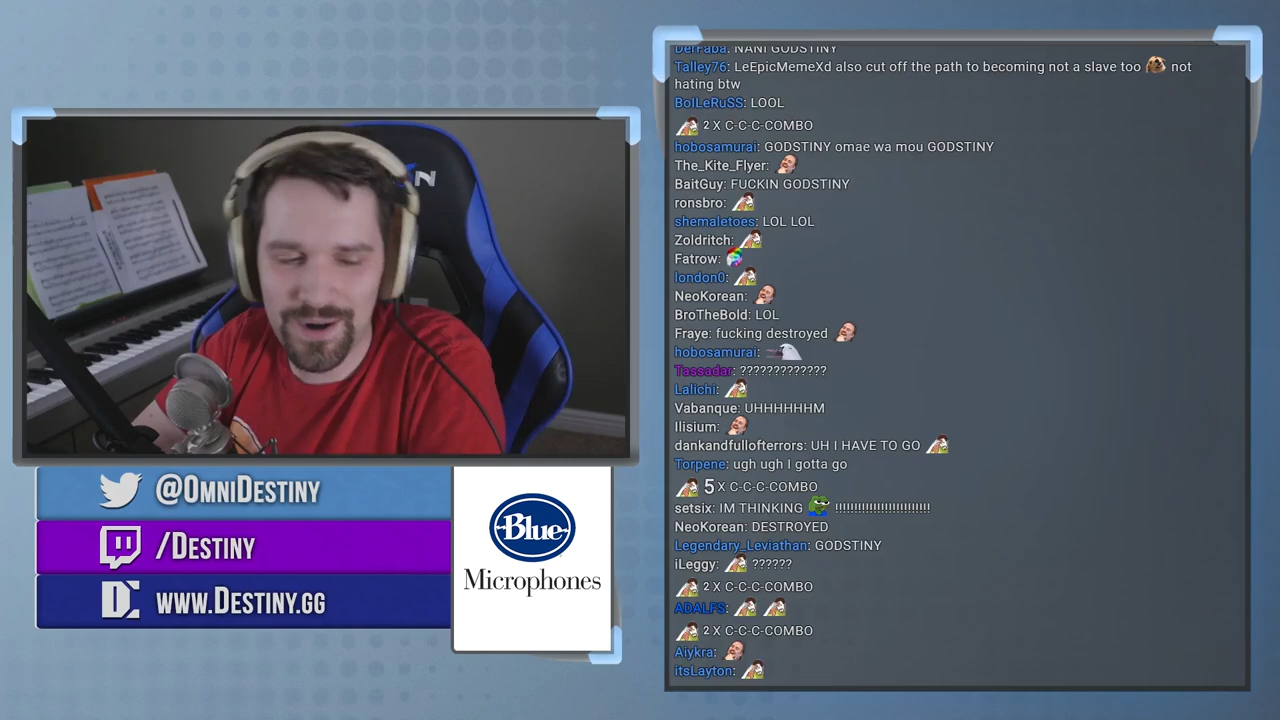 N
@OmniDestiny
/Destiny
www.Destiny.gg
Blue
Microphones
DerFaba: NANI GODSTINY
Talley76: LeEpicMemeXd also cut off the path to becoming not a slave too not
hating btw
BoILeRuSS: LOOL
2 X C-C-C-COMBO
hobosamurai: GODSTINY omae wa mou GODSTINY
The_Kite_Flyer:
BaitGuy: FUCKIN GODSTINY
ronsbro:
shemaletoes: LOL LOL
Zoldritch:
Fatrow:
london0:
NeoKorean:
BroTheBold: LOL
Fraye: fucking destroyed
hobosamurai:
Tassadar: ?????????????
Lalichi:
Vabanque: UHHHHHHM
Ilisium:
dankandfullofterrors: UH I HAVE TO GO
Torpene: ugh ugh I gotta go
5 X C-C-C-COMBO
setsix: IM THINKING !!!!!!!!!!!!!!!!!!!!!!!!!
NeoKorean: DESTROYED
Legendary_Leviathan: GODSTINY
iLeggy: ??????
2 X C-C-C-COMBO
ADALFS:
2 X C-C-C-COMBO
Aiykra:
itsLayton: